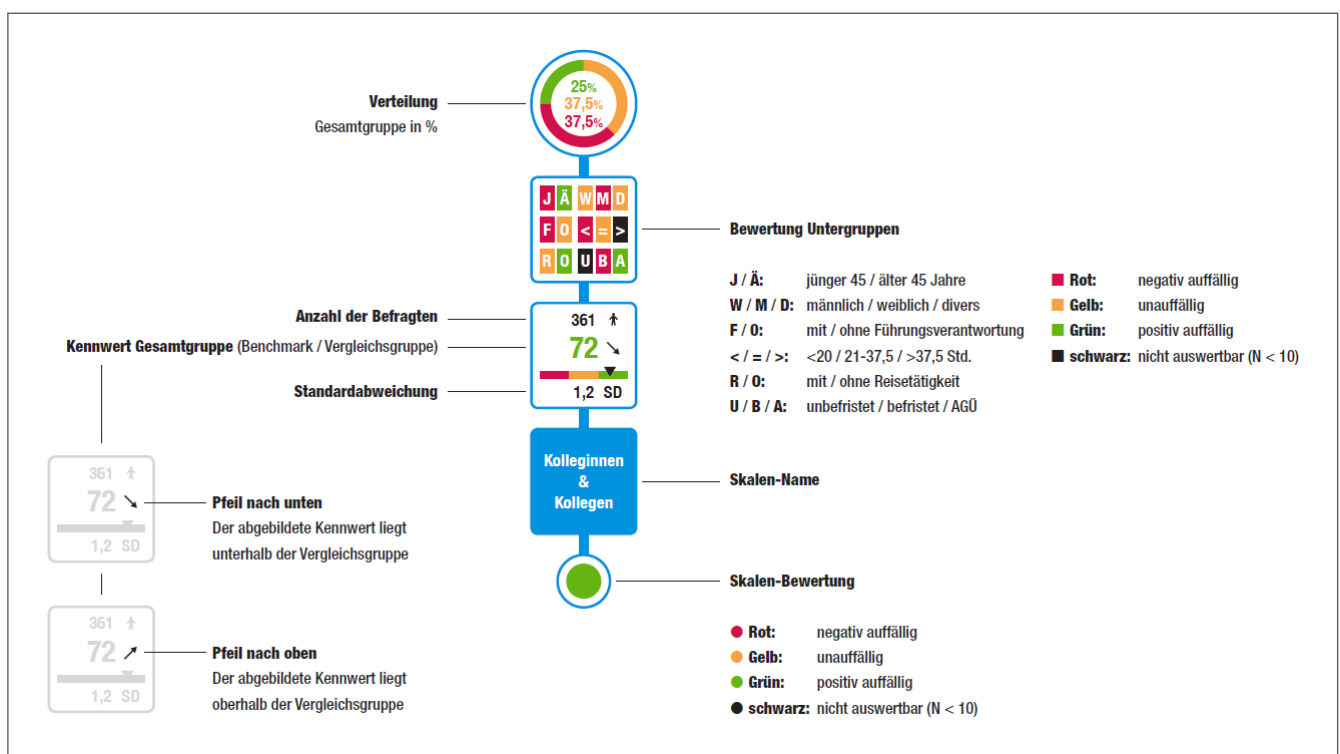 25%
37,5%
37,5%
Verteilung
Gesamtgruppe in %
J Ä W M D
F O < = >
R O U B A
Bewertung Untergruppen
J / Ä: jünger 45 / älter 45 Jahre
W / M / D: männlich / weiblich / divers
F / O: mit / ohne Führungsverantwortung
< / = / >: <20 / 21-37,5 / >37,5 Std.
R / O: mit / ohne Reisetätigkeit
U / B / A: unbefristet / befristet / AGÜ
Rot: negativ auffällig
Gelb: unauffällig
Grün: positiv auffällig
schwarz: nicht auswertbar (N < 10)
Anzahl der Befragten
Kennwert Gesamtgruppe (Benchmark / Vergleichsgruppe)
Standardabweichung
361
72
1,2 SD
Kolleginnen
&
Kollegen
Skalen-Name
361
72
1,2 SD
Pfeil nach unten
Der abgebildete Kennwert liegt
unterhalb der Vergleichsgruppe
361
72
1,2 SD
Pfeil nach oben
Der abgebildete Kennwert liegt
oberhalb der Vergleichsgruppe
Skalen-Bewertung
Rot: negativ auffällig
Gelb: unauffällig
Grün: positiv auffällig
schwarz: nicht auswertbar (N < 10)